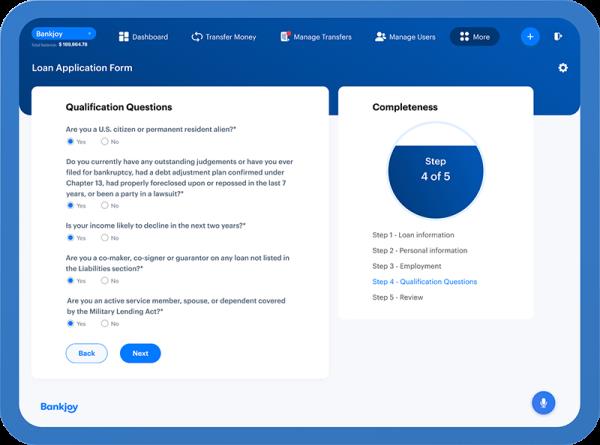 Bankjoy
Total balance: $ 169,864.78
Dashboard
Transfer Money
Manage Transfers
Manage Users
More
Loan Application Form
Qualification Questions
Are you a U.S. citizen or permanent resident alien?*
Yes No
Do you currently have any outstanding judgements or have you ever
filed for bankruptcy, had a debt adjustment plan confirmed under
Chapter 13, had properly foreclosed upon or repossed in the last 7
years, or been a party in a lawsuit?*
Yes No
Is your income likely to decline in the next two years?*
Yes No
Are you a co-maker, co-signer or guarantor on any loan not listed in
the Liabilities section?*
Yes No
Are you an active service member, spouse, or dependent covered
by the Military Lending Act?*
Yes No
Back
Next
Completeness
Step
4 of 5
Step 1 - Loan information
Step 2 - Personal information
Step 3 - Employment
Step 4 - Qualification Questions
Step 5 - Review
Bankjoy